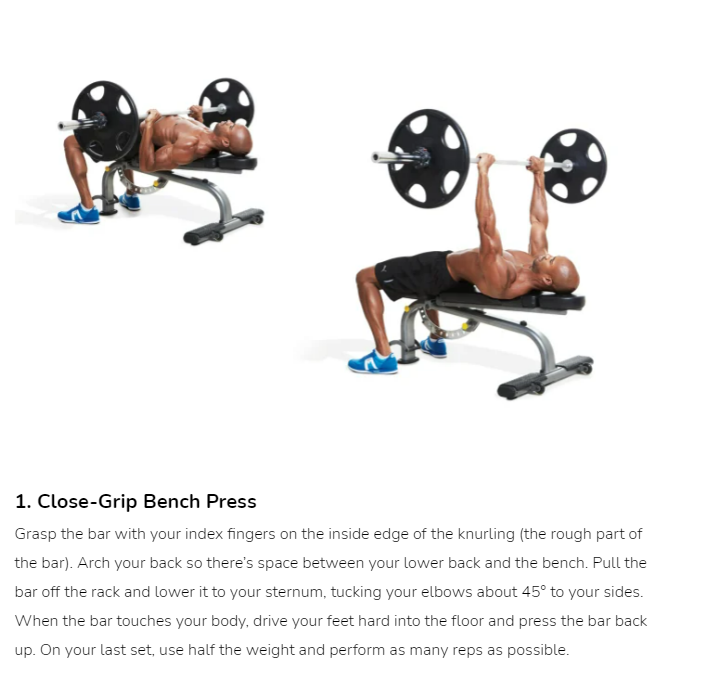 1. Close-Grip Bench Press
Grasp the bar with your index fingers on the inside edge of the knurling (the rough part of
the bar). Arch your back so there’s space between your lower back and the bench. Pull the
bar off the rack and lower it to your sternum, tucking your elbows about 45° to your sides.
When the bar touches your body, drive your feet hard into the floor and press the bar back
up. On your last set, use half the weight and perform as many reps as possible.